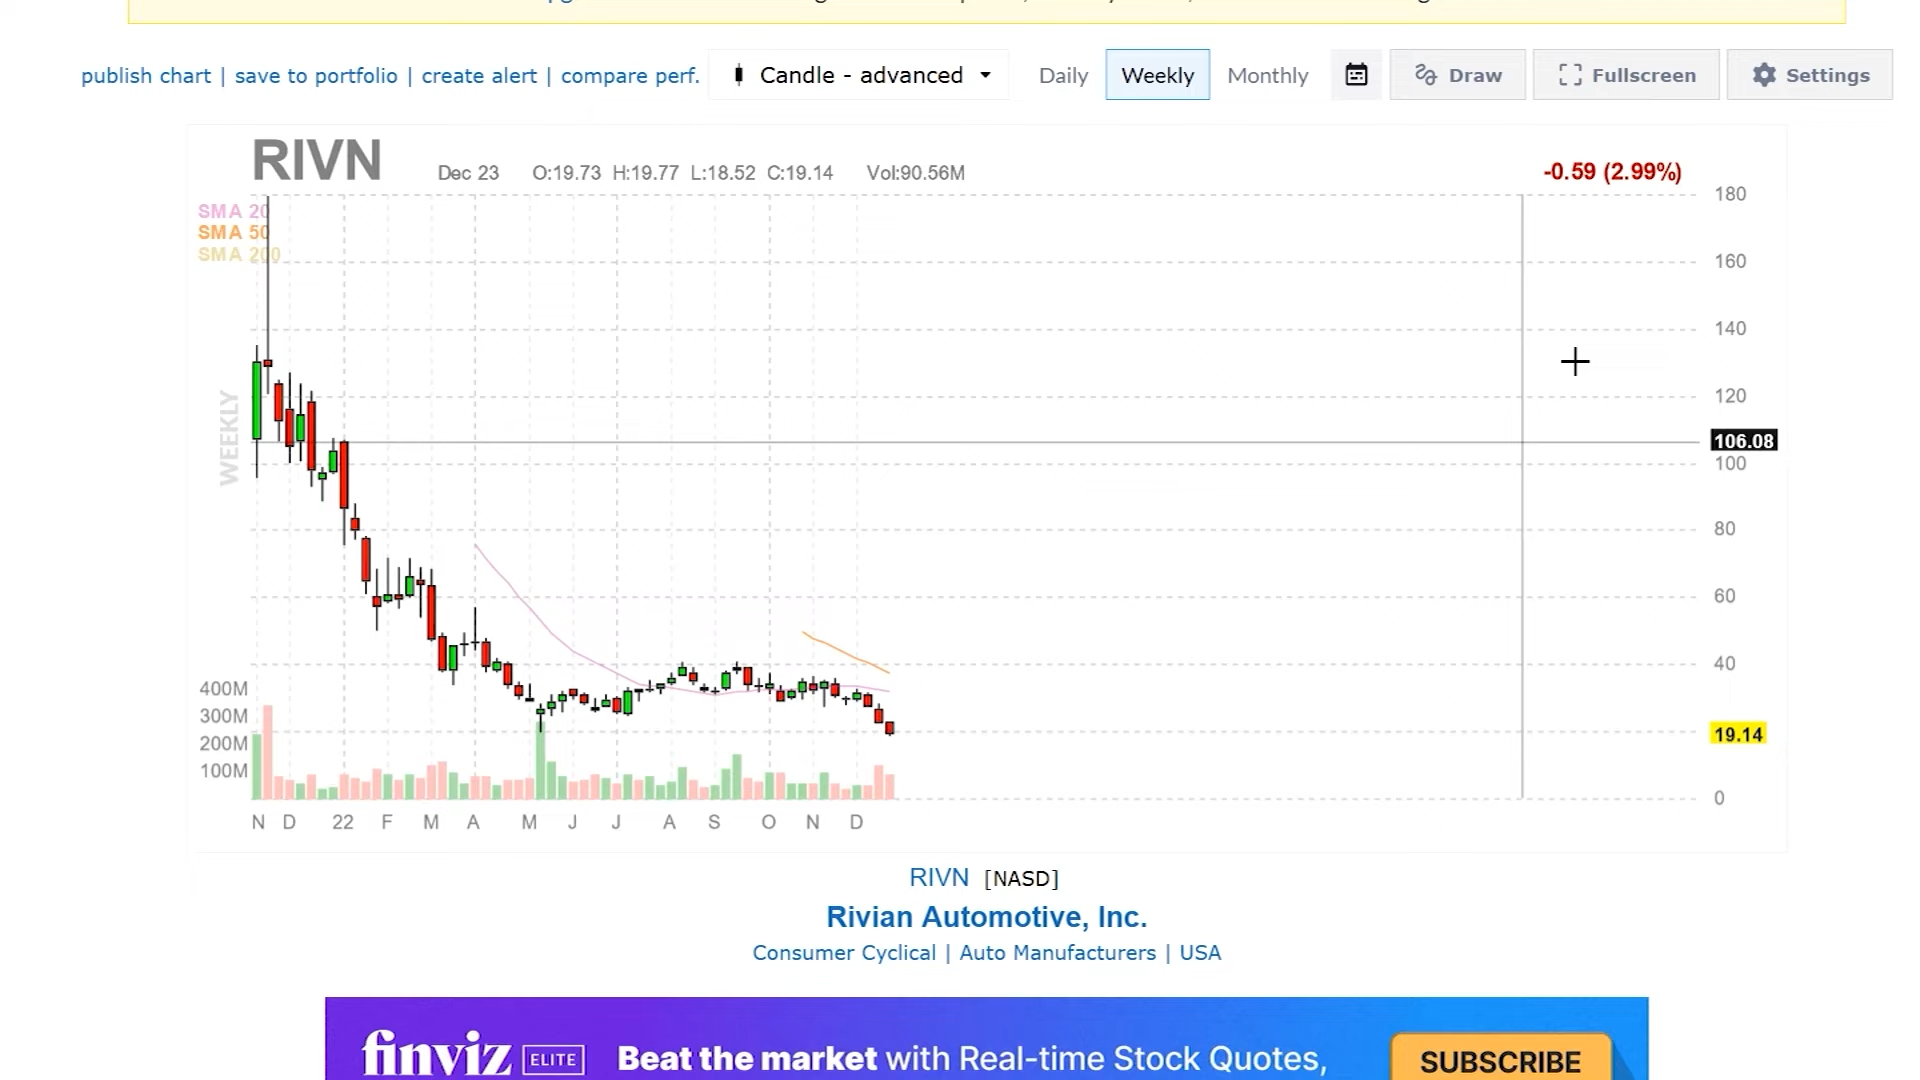 publish chart | save to portfolio | create alert | compare perf.
Candle - advanced
Daily
Weekly
Monthly
Draw
Fullscreen
Settings
RIVN
Dec 23 O:19.73 H:19.77 L:18.52 C:19.14 Vol:90.56M
-0.59 (2.99%)
SMA 20
SMA 50
SMA 200
WEEKLY
180
160
140
120
106.08
100
80
60
40
19.14
0
400M
300M
200M
100M
N D 22 F M A M J J A S O N D
RIVN [NASD]
Rivian Automotive, Inc.
Consumer Cyclical | Auto Manufacturers | USA
finviz ELITE
Beat the market with Real-time Stock Quotes,
SUBSCRIBE